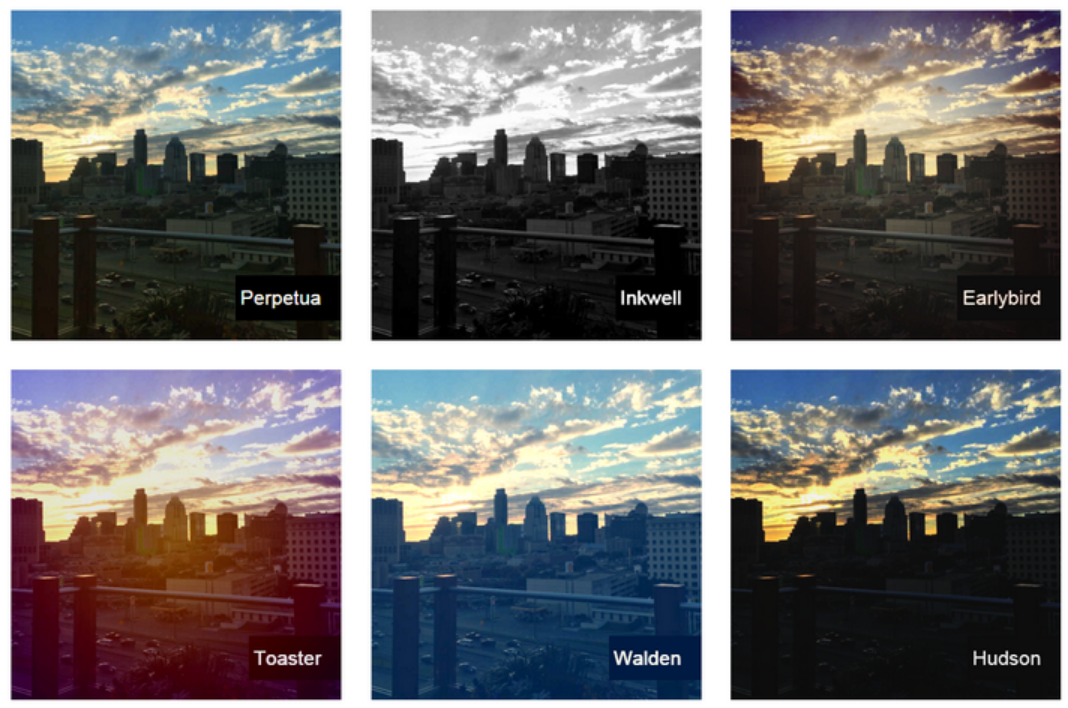 Perpetua
Inkwell
Earlybird
Toaster
Walden
Hudson